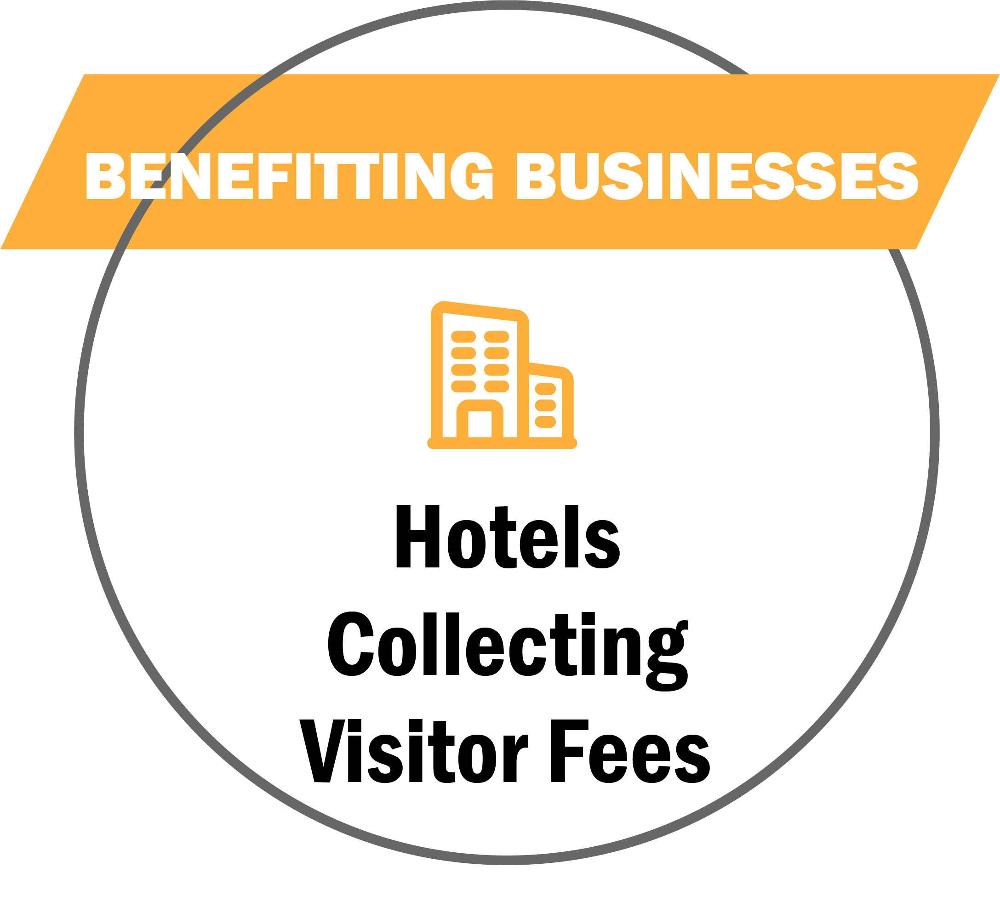 BENEFITTING BUSINESSES
Hotels
Collecting
Visitor Fees